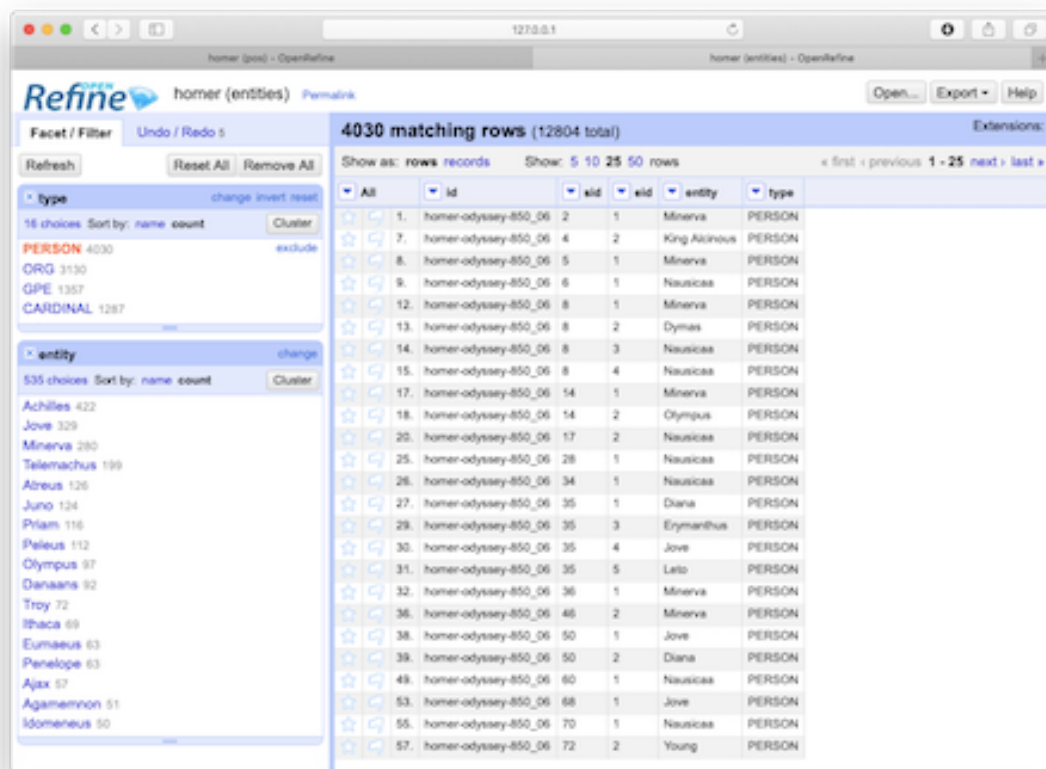 127.0.0.1
homer (pos) - OpenRefine
homer (entities) - OpenRefine
OPEN
Refine
homer (entities) Permalink
Open... Export Help
Facet / Filter Undo / Redo 5
4030 matching rows (12804 total)
Extensions:
Refresh Reset All Remove All
Show as: rows records Show: 5 10 25 50 rows
« first ‹ previous 1 - 25 next › last »
× type change invert reset
16 choices Sort by: name count Cluster
PERSON 4030 exclude
ORG 3130
GPE 1357
CARDINAL 1287
× entity change
535 choices Sort by: name count Cluster
Achilles 422
Jove 329
Minerva 280
Telemachus 199
Atreus 126
Juno 124
Priam 116
Peleus 112
Olympus 97
Danaans 92
Troy 72
Ithaca 69
Eumaeus 63
Penelope 63
Ajax 57
Agamemnon 51
Idomeneus 50
All id sid eid entity type
1. homer-odyssey-850_06 2 1 Minerva PERSON
7. homer-odyssey-850_06 4 2 King Alcinous PERSON
8. homer-odyssey-850_06 5 1 Minerva PERSON
9. homer-odyssey-850_06 6 1 Nausicaa PERSON
12. homer-odyssey-850_06 8 1 Minerva PERSON
13. homer-odyssey-850_06 8 2 Dymas PERSON
14. homer-odyssey-850_06 8 3 Nausicaa PERSON
15. homer-odyssey-850_06 8 4 Nausicaa PERSON
17. homer-odyssey-850_06 14 1 Minerva PERSON
18. homer-odyssey-850_06 14 2 Olympus PERSON
20. homer-odyssey-850_06 17 2 Nausicaa PERSON
25. homer-odyssey-850_06 28 1 Nausicaa PERSON
26. homer-odyssey-850_06 34 1 Nausicaa PERSON
27. homer-odyssey-850_06 35 1 Diana PERSON
29. homer-odyssey-850_06 35 3 Erymanthus PERSON
30. homer-odyssey-850_06 35 4 Jove PERSON
31. homer-odyssey-850_06 35 5 Leto PERSON
32. homer-odyssey-850_06 36 1 Minerva PERSON
36. homer-odyssey-850_06 46 2 Minerva PERSON
38. homer-odyssey-850_06 50 1 Jove PERSON
39. homer-odyssey-850_06 50 2 Diana PERSON
49. homer-odyssey-850_06 60 1 Nausicaa PERSON
53. homer-odyssey-850_06 68 1 Jove PERSON
55. homer-odyssey-850_06 70 1 Nausicaa PERSON
57. homer-odyssey-850_06 72 2 Young PERSON